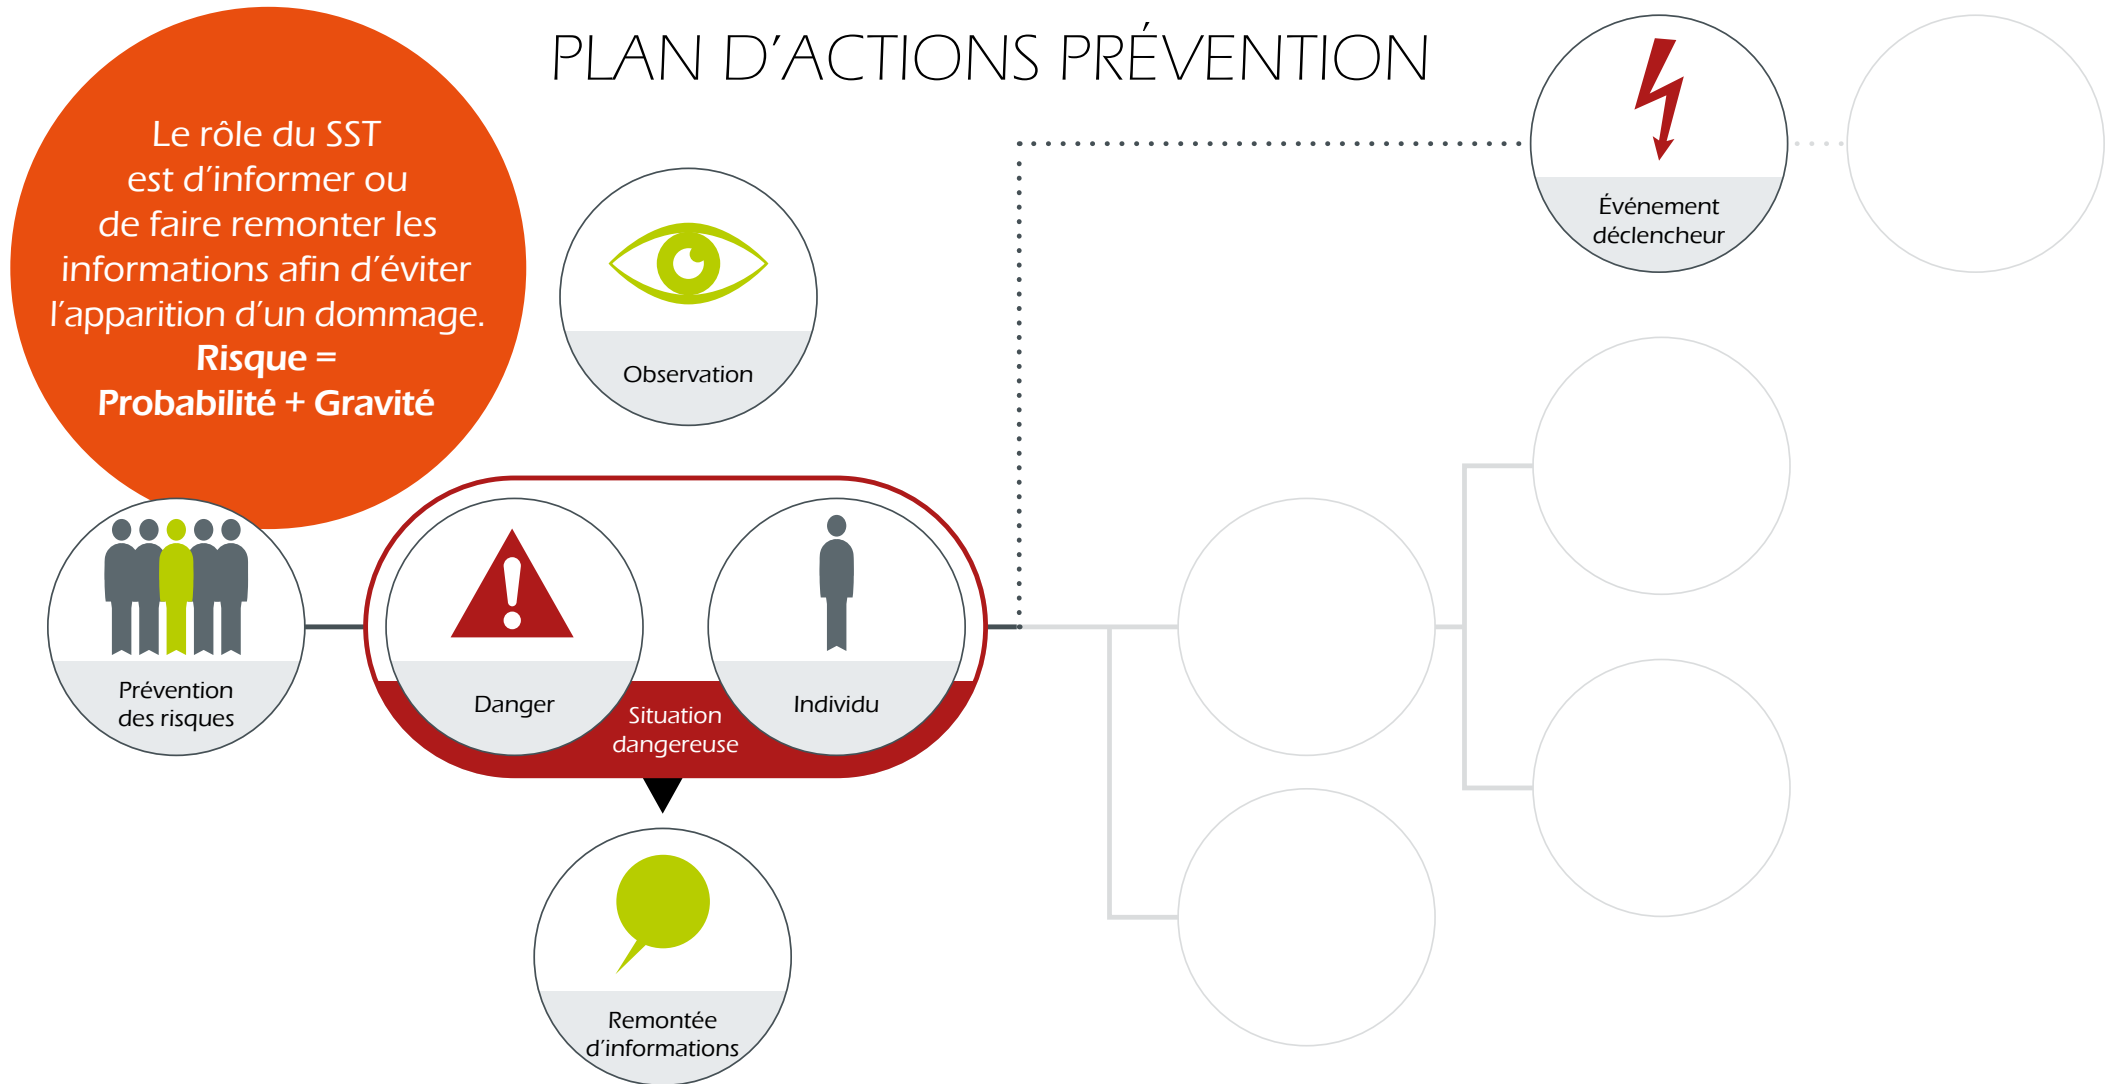 PLAN D'ACTIONS PRÉVENTION
Le rôle du SST
est d'informer ou
de faire remonter les
informations afin d'éviter
l'apparition d'un dommage.
Risque =
Probabilité + Gravité
Observation
Événement
déclencheur
Prévention
des risques
Danger
Situation
dangereuse
Individu
Remontée
d'informations